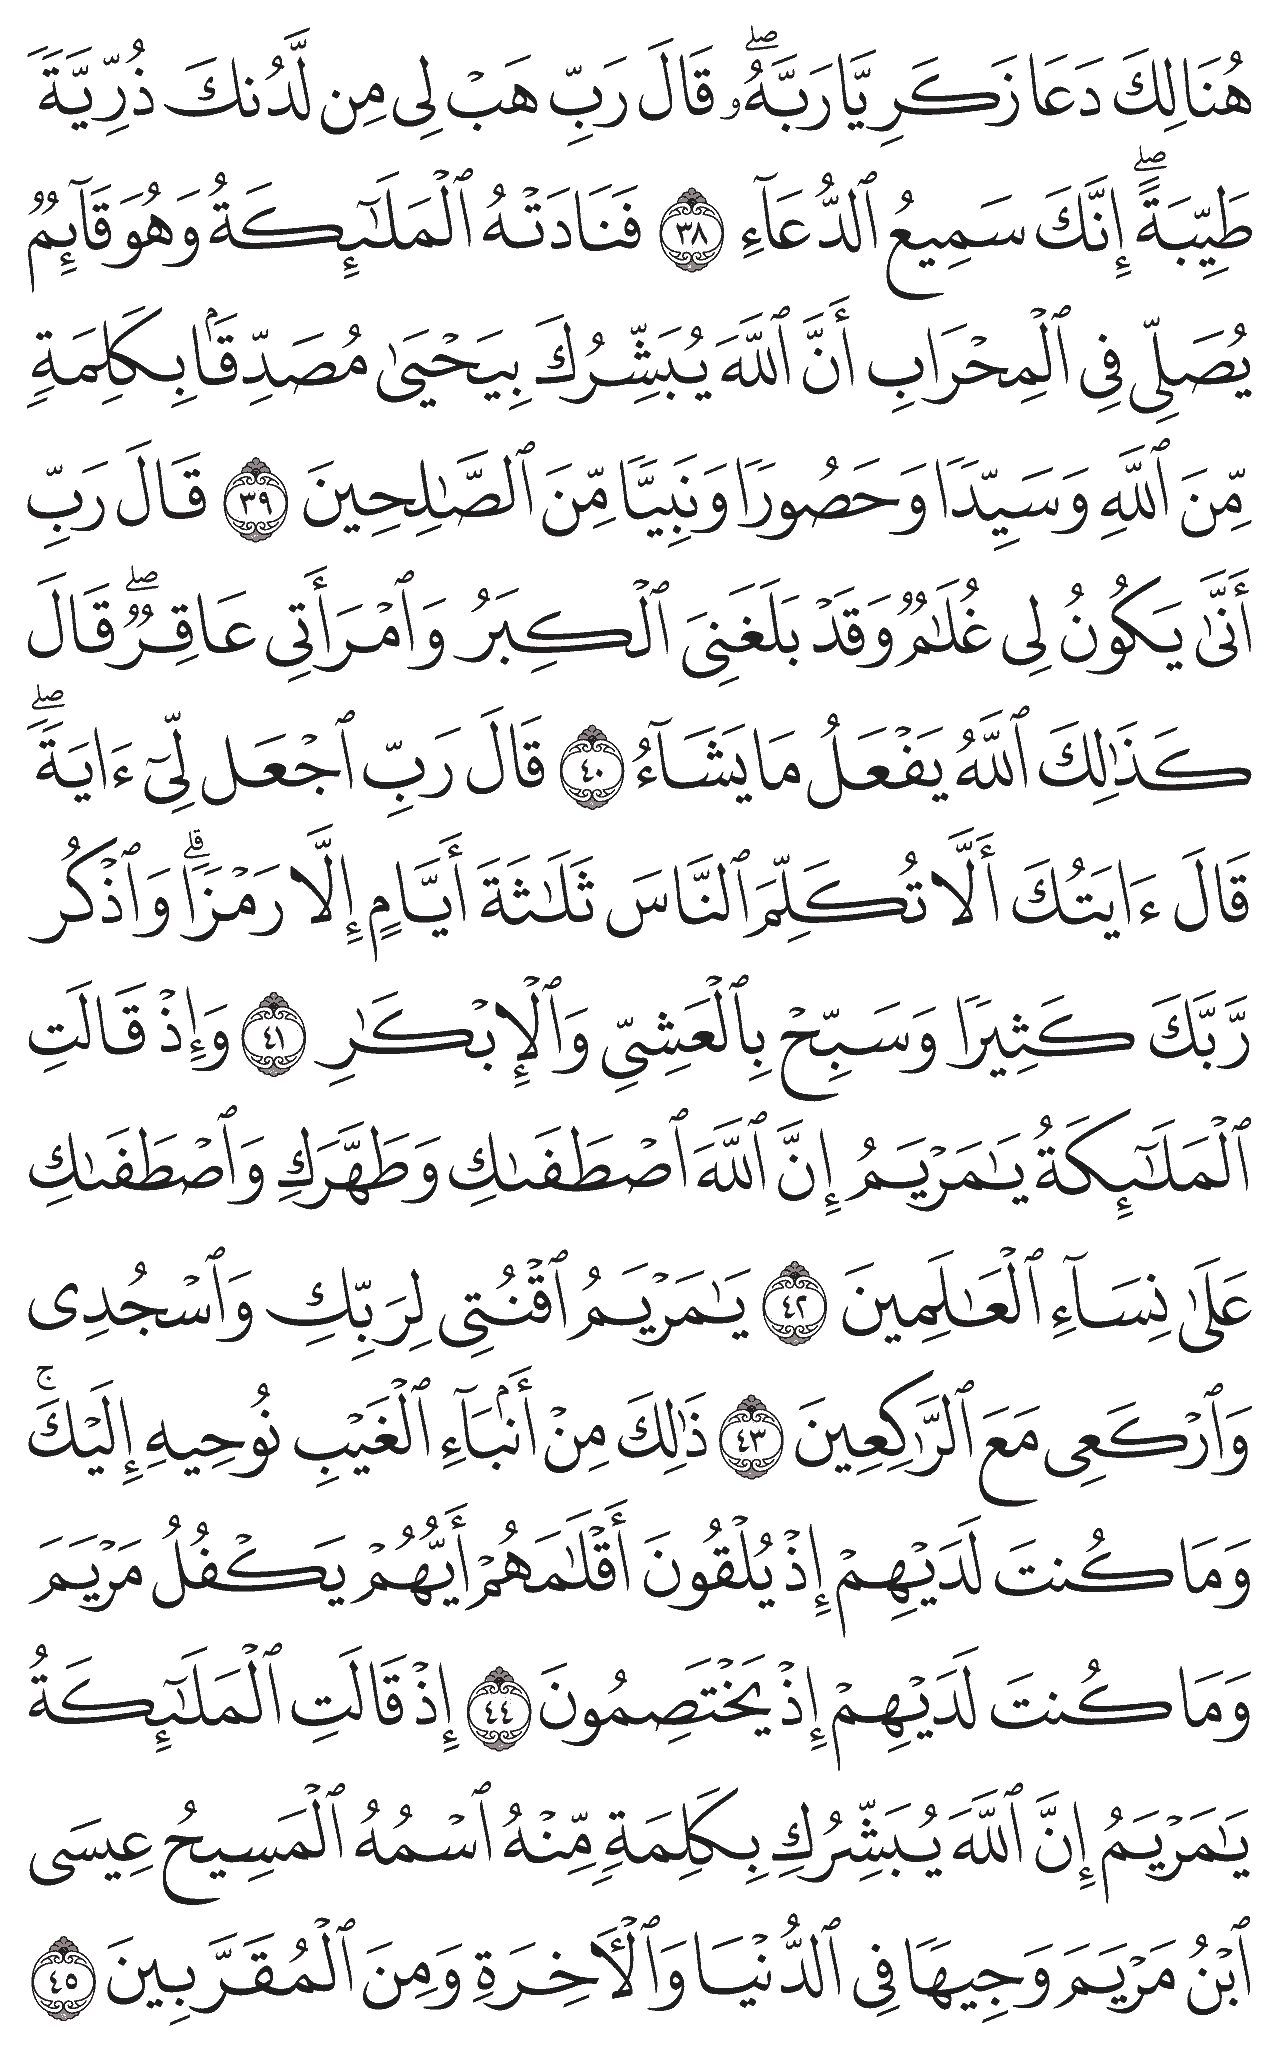 هُنَالِكَ دَعَا زَكَرِيَّا رَبَّهُۥۖ قَالَ رَبِّ هَبۡ لِي مِن لَّدُنكَ ذُرِّيَّةٗ
طَيِّبَةًۖ إِنَّكَ سَمِيعُ ٱلدُّعَآءِ ٣٨ فَنَادَتۡهُ ٱلۡمَلَٰٓئِكَةُ وَهُوَ قَآئِمٞ
يُصَلِّي فِي ٱلۡمِحۡرَابِ أَنَّ ٱللَّهَ يُبَشِّرُكَ بِيَحۡيَىٰ مُصَدِّقَۢا بِكَلِمَةٖ
مِّنَ ٱللَّهِ وَسَيِّدٗا وَحَصُورٗا وَنَبِيّٗا مِّنَ ٱلصَّٰلِحِينَ ٣٩ قَالَ رَبِّ
أَنَّىٰ يَكُونُ لِي غُلَٰمٞ وَقَدۡ بَلَغَنِيَ ٱلۡكِبَرُ وَٱمۡرَأَتِي عَاقِرٞۖ قَالَ
كَذَٰلِكَ ٱللَّهُ يَفۡعَلُ مَا يَشَآءُ ٤٠ قَالَ رَبِّ ٱجۡعَل لِّيٓ ءَايَةٗۖ
قَالَ ءَايَتُكَ أَلَّا تُكَلِّمَ ٱلنَّاسَ ثَلَٰثَةَ أَيَّامٍ إِلَّا رَمۡزٗاۗ وَٱذۡكُر
رَّبَّكَ كَثِيرٗا وَسَبِّحۡ بِٱلۡعَشِيِّ وَٱلۡإِبۡكَٰرِ ٤١ وَإِذۡ قَالَتِ
ٱلۡمَلَٰٓئِكَةُ يَٰمَرۡيَمُ إِنَّ ٱللَّهَ ٱصۡطَفَىٰكِ وَطَهَّرَكِ وَٱصۡطَفَىٰكِ
عَلَىٰ نِسَآءِ ٱلۡعَٰلَمِينَ ٤٢ يَٰمَرۡيَمُ ٱقۡنُتِي لِرَبِّكِ وَٱسۡجُدِي
وَٱرۡكَعِي مَعَ ٱلرَّٰكِعِينَ ٤٣ ذَٰلِكَ مِنۡ أَنۢبَآءِ ٱلۡغَيۡبِ نُوحِيهِ إِلَيۡكَۚ
وَمَا كُنتَ لَدَيۡهِمۡ إِذۡ يُلۡقُونَ أَقۡلَٰمَهُمۡ أَيُّهُمۡ يَكۡفُلُ مَرۡيَمَ
وَمَا كُنتَ لَدَيۡهِمۡ إِذۡ يَخۡتَصِمُونَ ٤٤ إِذۡ قَالَتِ ٱلۡمَلَٰٓئِكَةُ
يَٰمَرۡيَمُ إِنَّ ٱللَّهَ يُبَشِّرُكِ بِكَلِمَةٖ مِّنۡهُ ٱسۡمُهُ ٱلۡمَسِيحُ عِيسَى
ٱبۡنُ مَرۡيَمَ وَجِيهٗا فِي ٱلدُّنۡيَا وَٱلۡأٓخِرَةِ وَمِنَ ٱلۡمُقَرَّبِينَ ٤٥